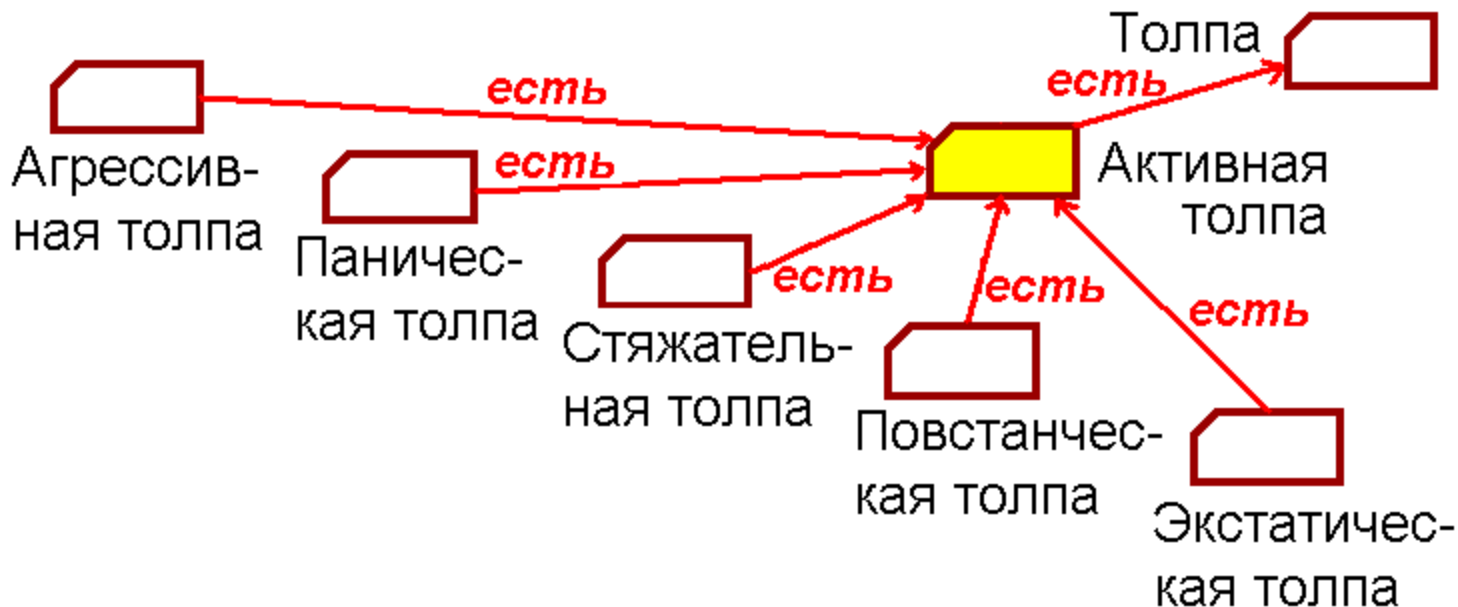 Толпа
есть
есть
Агрессив-
ная толпа
есть
Активная
толпа
Паничес-
кая толпа
есть
Стяжатель-
ная толпа
есть
Повстанчес-
кая толпа
есть
Экстатичес-
кая толпа